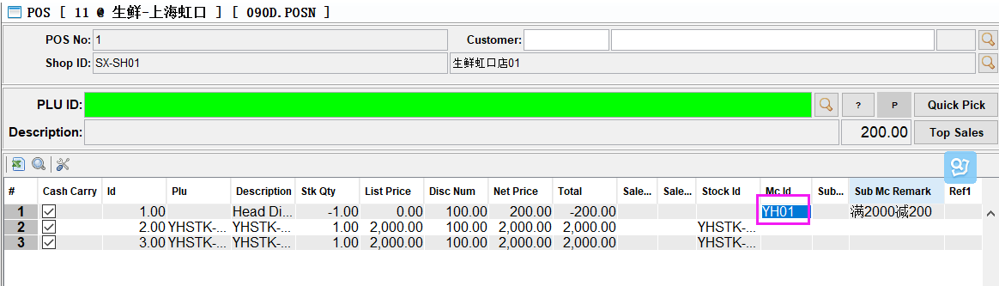 POS [ 11 @ 生鲜-上海虹口 ] [ 090D.POSN ]
POS No: 1 Customer:
Shop ID: SX-SH01 生鲜虹口店01
PLU ID: ? P Quick Pick
Description: 200.00 Top Sales
# Cash Carry Id Plu Description Stk Qty List Price Disc Num Net Price Total Sale... Sale... Stock Id Mc Id Sub... Sub Mc Remark Ref1
1 1.00 Head Di... -1.00 0.00 100.00 200.00 -200.00 YH01 满2000减200
2 2.00 YHSTK-... YHSTK-... 1.00 2,000.00 100.00 2,000.00 2,000.00 YHSTK-...
3 3.00 YHSTK-... YHSTK-... 1.00 2,000.00 100.00 2,000.00 2,000.00 YHSTK-...